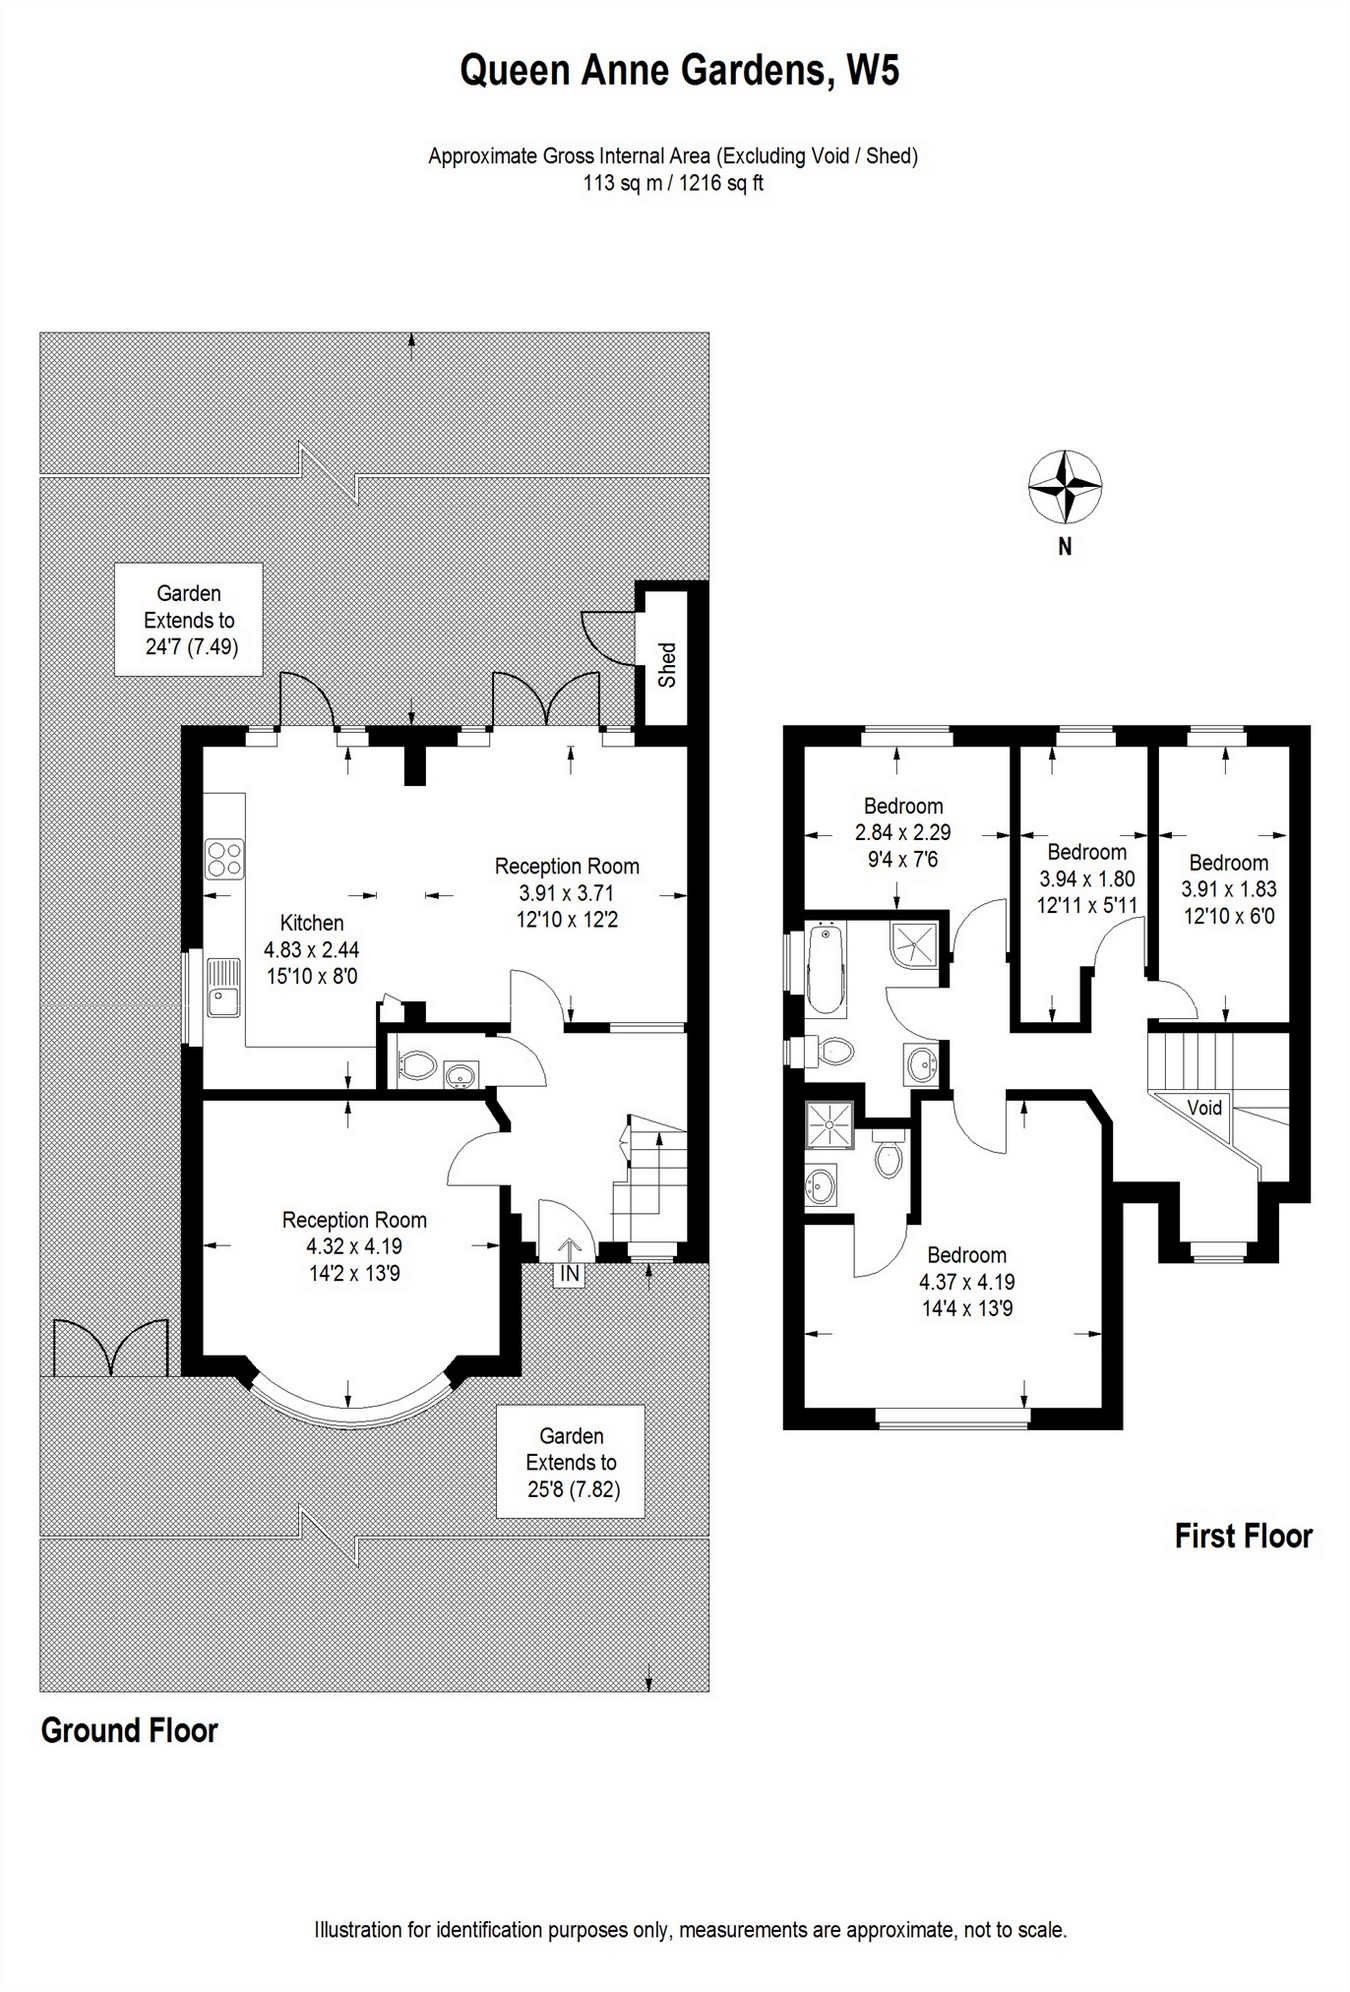 Queen Anne Gardens, W5
Approximate Gross Internal Area (Excluding Void / Shed)
113 sq m / 1216 sq ft
N
Garden
Extends to
24'7 (7.49)
Shed
Reception Room
3.91 x 3.71
12'10 x 12'2
Kitchen
4.83 x 2.44
15'10 x 8'0
Reception Room
4.32 x 4.19
14'2 x 13'9
IN
Garden
Extends to
25'8 (7.82)
Ground Floor
Bedroom
2.84 x 2.29
9'4 x 7'6
Bedroom
3.94 x 1.80
12'11 x 5'11
Bedroom
3.91 x 1.83
12'10 x 6'0
Void
Bedroom
4.37 x 4.19
14'4 x 13'9
First Floor
Illustration for identification purposes only, measurements are approximate, not to scale.